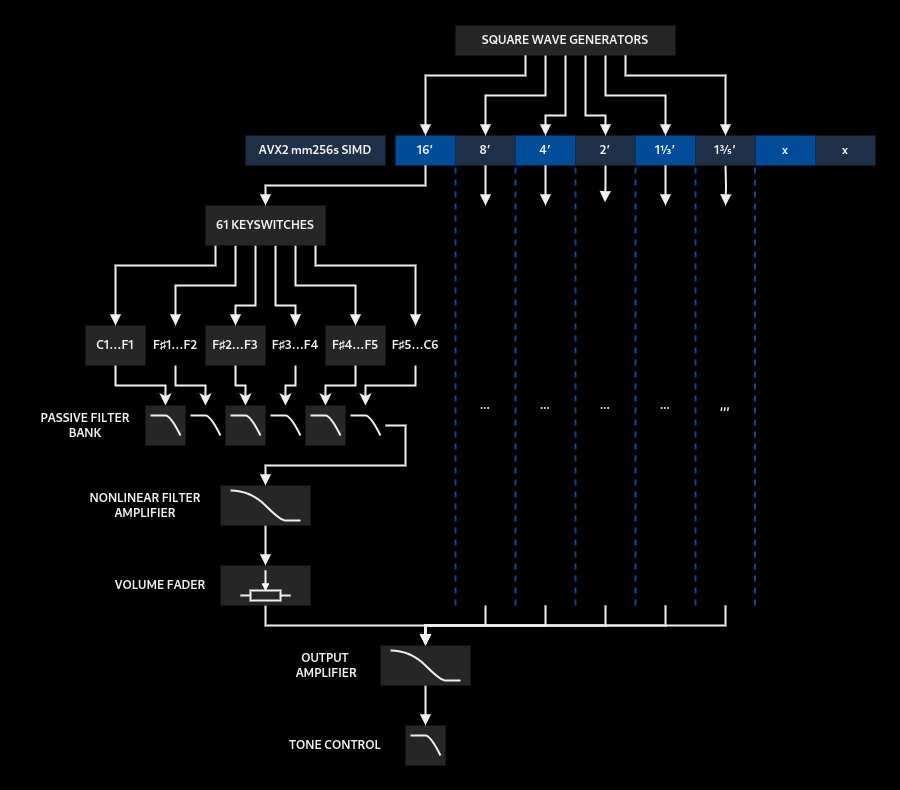 SQUARE WAVE GENERATORS
AVX2 mm256s SIMD 16′ 8′ 4′ 2′ 1⅓′ 1⅗′ x x
61 KEYSWITCHES
C1...F1 F♯1...F2 F♯2...F3 F♯3...F4 F♯4...F5 F♯5...C6
PASSIVE FILTER
BANK
... ... ... ... ,,,
NONLINEAR FILTER
AMPLIFIER
VOLUME FADER
OUTPUT
AMPLIFIER
TONE CONTROL